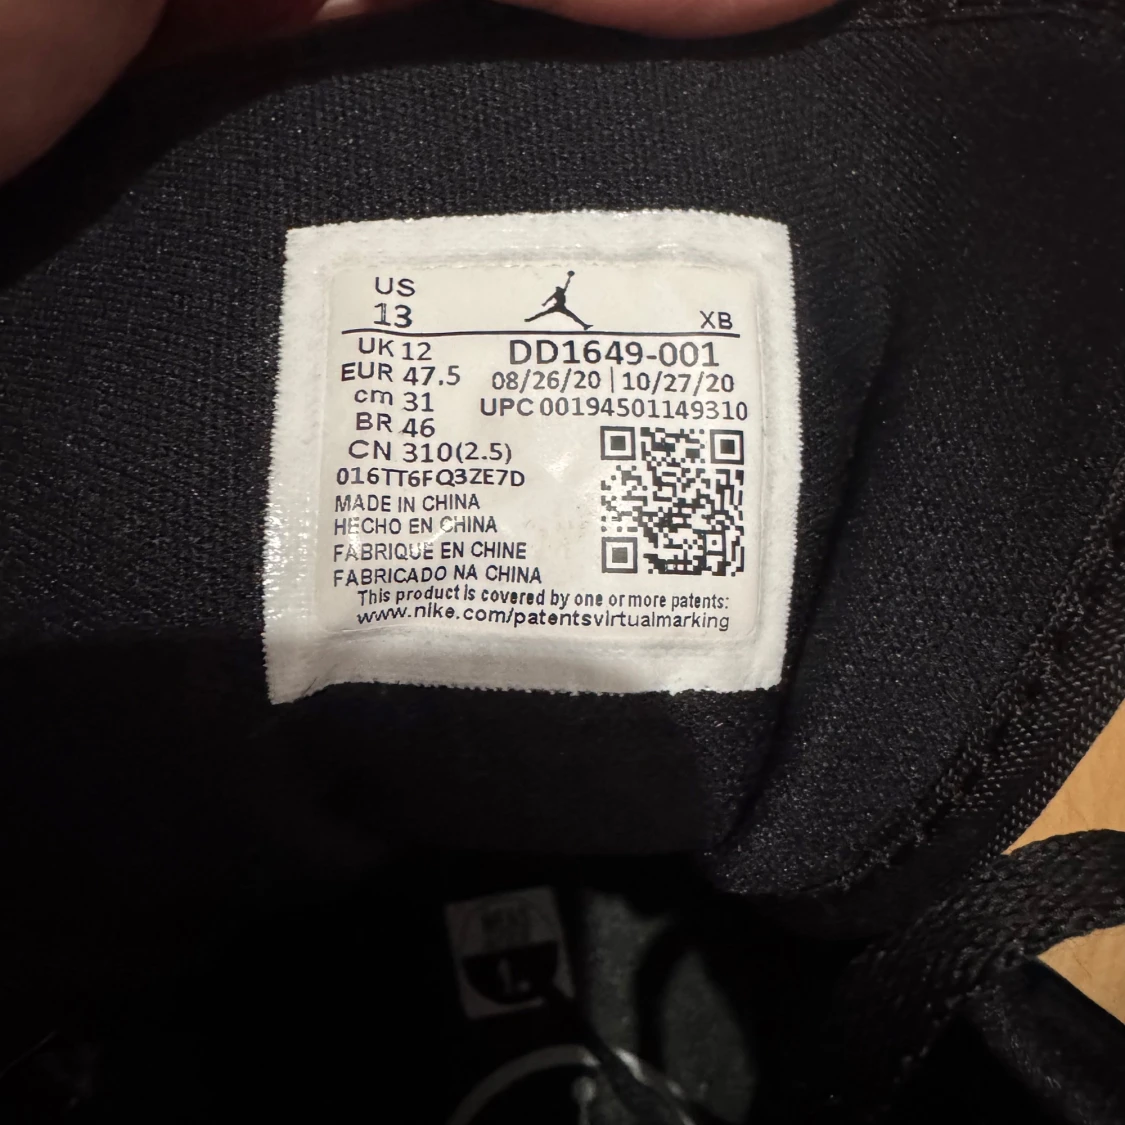 US
13
XB
UK 12
EUR 47.5
cm 31
BR 46
CN 310(2.5)
DD1649-001
08/26/20 | 10/27/20
UPC 00194501149310
016TT6FQ3ZE7D
MADE IN CHINA
HECHO EN CHINA
FABRIQUE EN CHINE
FABRICADO NA CHINA
This product is covered by one or more patents:
www.nike.com/patentsvirtualmarking